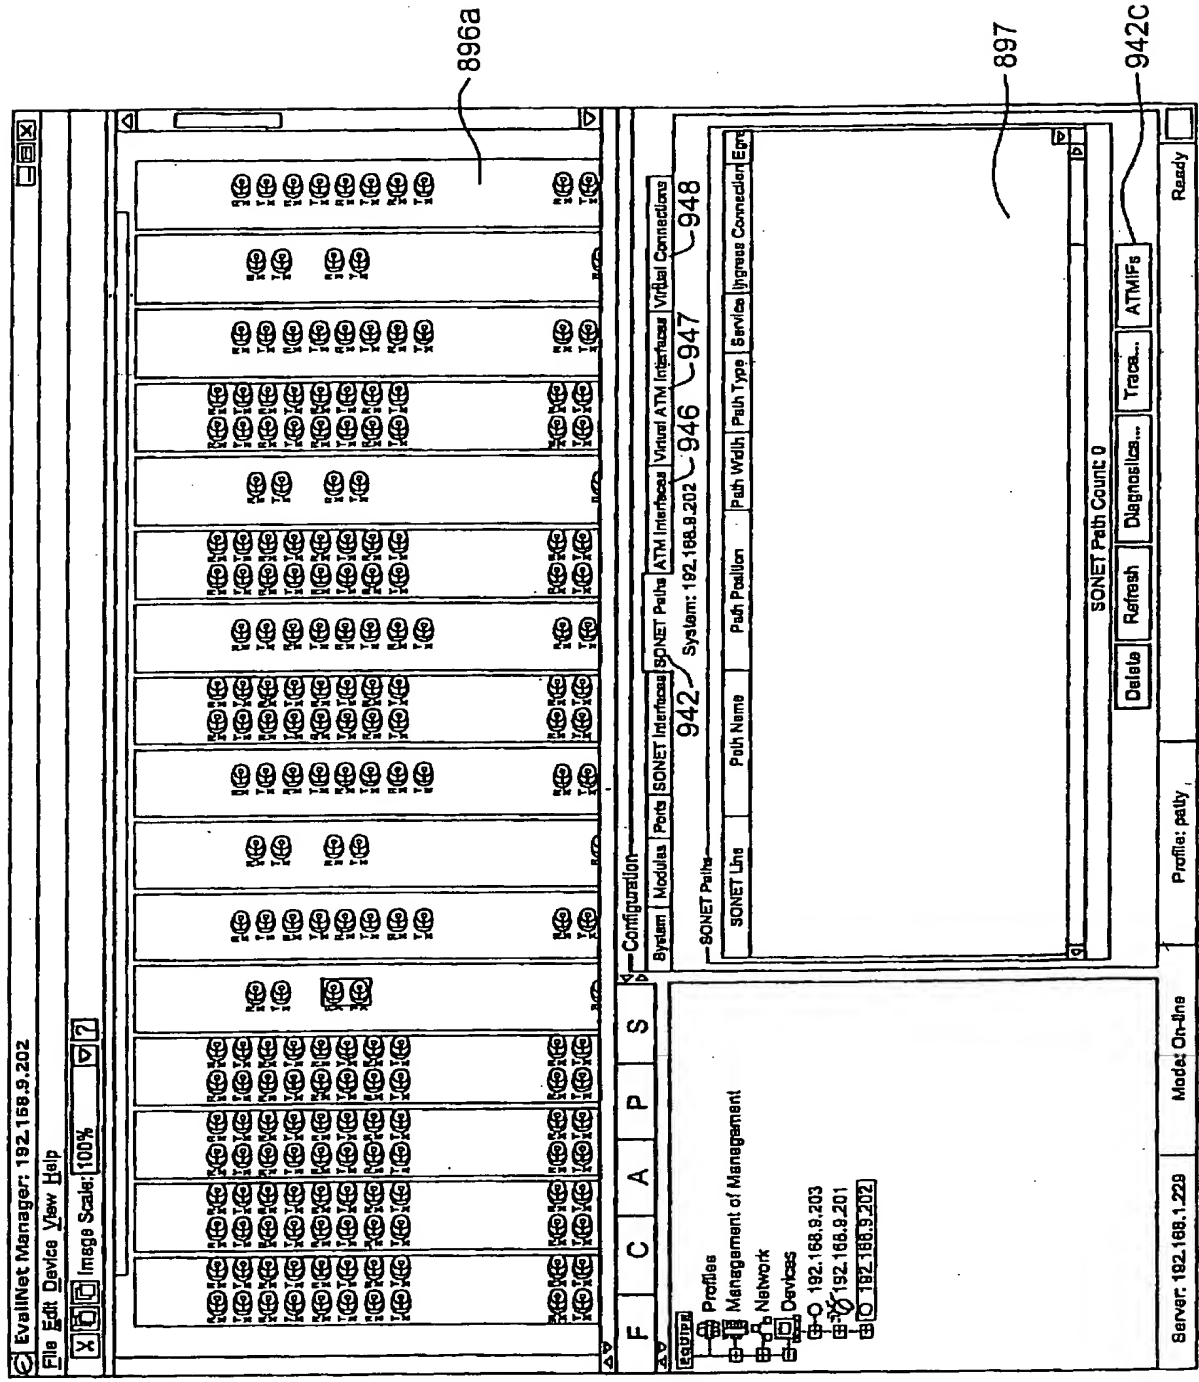 EvaliNet Manager: 192.168.9.202
File Edit Device View Help
Image Scale: 100%
896a
F C A P S
Profiles
Management of Management
Network
Devices
192.168.9.203
192.168.9.201
192.168.9.202
Configuration
System Modules Ports SONET Interfaces SONET Paths ATM Interfaces Virtual ATM Interfaces Virtual Connections
942 System: 192.168.9.202 946 947 948
SONET Paths
SONET Line Path Name Path Position Path Width Path Type Service Ingress Connection Egre
897
SONET Path Count: 0
Delete Refresh Diagnositcs... Trace... ATMIFs
942C
Server: 192.168.1.229 Mode: On-line Profile: patty Ready